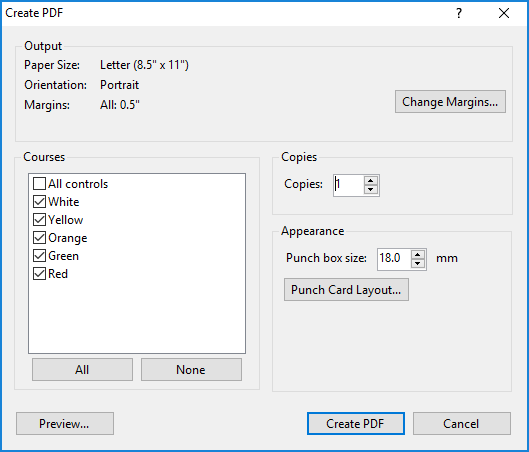 Create PDF
?
Output
Paper Size: Letter (8.5" x 11")
Orientation: Portrait
Margins: All: 0.5"
Change Margins...
Courses
All controls
White
Yellow
Orange
Green
Red
All None
Copies
Copies: 1
Appearance
Punch box size: 18.0 mm
Punch Card Layout...
Preview... Create PDF Cancel